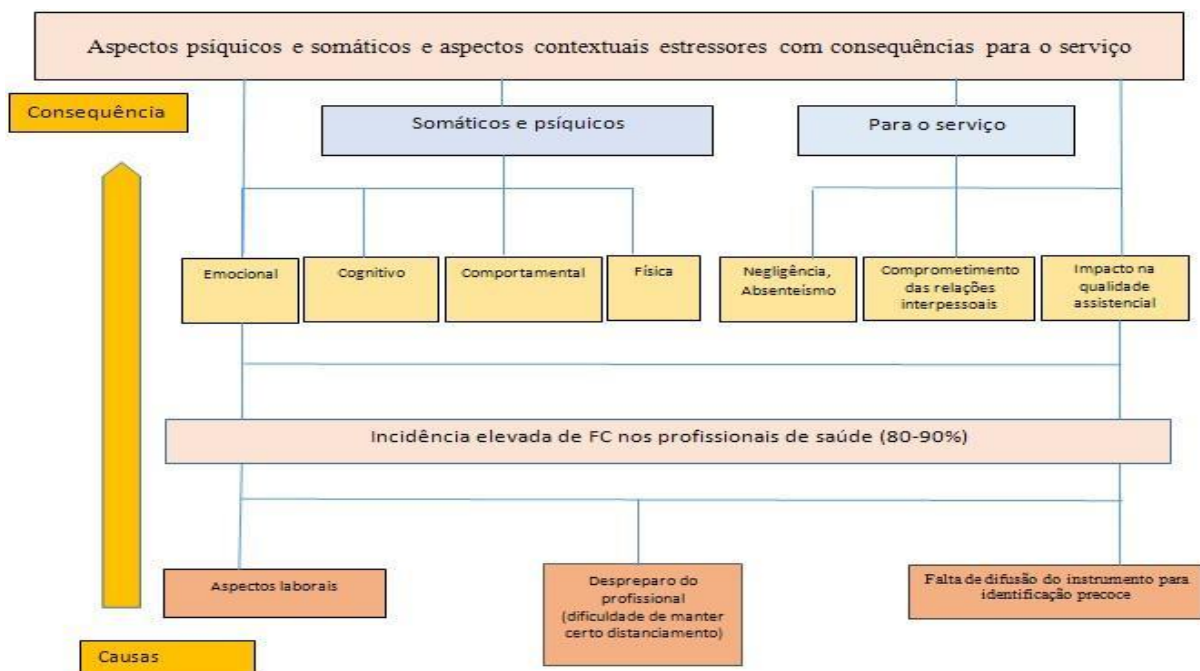 Aspectos psíquicos e somáticos e aspectos contextuais estressores com consequências para o serviço
Consequência
Somáticos e psíquicos
Para o serviço
Emocional
Cognitivo
Comportamental
Física
Negligência,
Absenteísmo
Comprometimento
das relações
interpessoais
Impacto na
qualidade
assistencial
Incidência elevada de FC nos profissionais de saúde (80-90%)
Aspectos laborais
Despreparo do
profissional
(dificuldade de manter
certo distanciamento)
Falta de difusão do instrumento para
identificação precoce
Causas